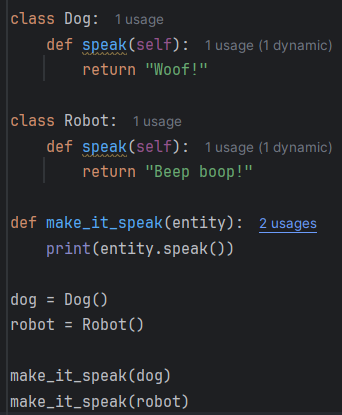 class Dog:  1 usage
    def speak(self):  1 usage (1 dynamic)
        return "Woof!"

class Robot:  1 usage
    def speak(self):  1 usage (1 dynamic)
        return "Beep boop!"

def make_it_speak(entity):  2 usages
    print(entity.speak())

dog = Dog()
robot = Robot()

make_it_speak(dog)
make_it_speak(robot)